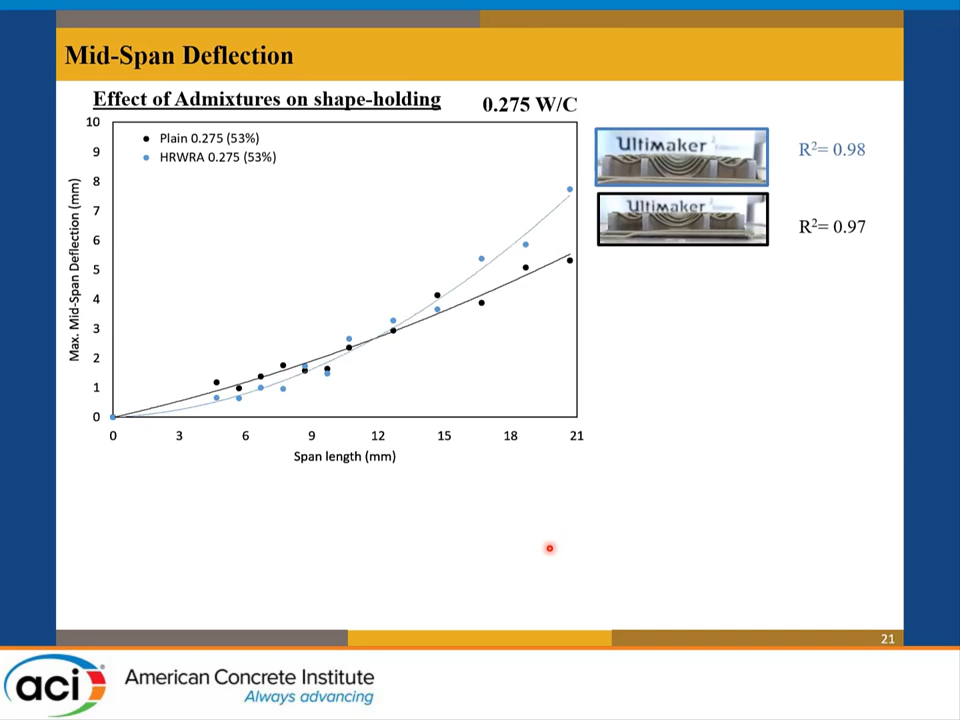 Mid-Span Deflection
Effect of Admixtures on shape-holding
0.275 W/C
Plain 0.275 (53%)
HRWRA 0.275 (53%)
Max. Mid-Span Deflection (mm)
10
9
8
7
6
5
4
3
2
1
0
0 3 6 9 12 15 18 21
Span length (mm)
Ultimaker 2
R²= 0.98
Ultimaker 2
R²= 0.97
21
aci
American Concrete Institute
Always advancing